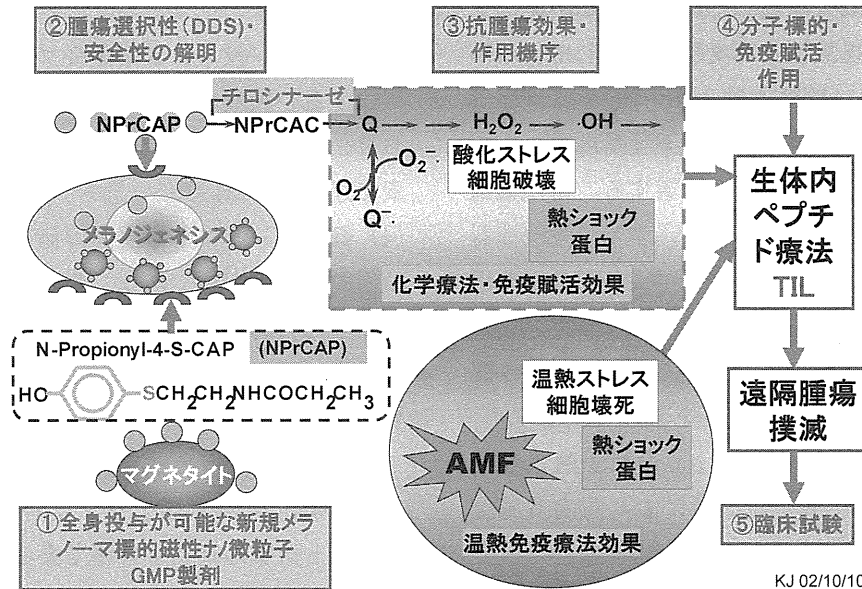 ②腫瘍選択性(DDS)・
安全性の解明
③抗腫瘍効果・
作用機序
④分子標的・
免疫賦活
作用
チロシナーゼ
NPrCAP
NPrCAC
Q
H₂O₂
·OH
O₂
O₂⁻·
Q⁻·
酸化ストレス
細胞破壊
熱ショック
蛋白
化学療法・免疫賦活効果
メラノジェネシス
生体内
ペプチ
ド療法
TIL
N-Propionyl-4-S-CAP (NPrCAP)
HO SCH₂CH₂NHCOCH₂CH₃
マグネタイト
①全身投与が可能な新規メラ
ノーマ標的磁性ナノ微粒子
GMP製剤
温熱ストレス
細胞壊死
AMF
熱ショック
蛋白
温熱免疫療法効果
遠隔腫瘍
撲滅
⑤臨床試験
KJ 02/10/10